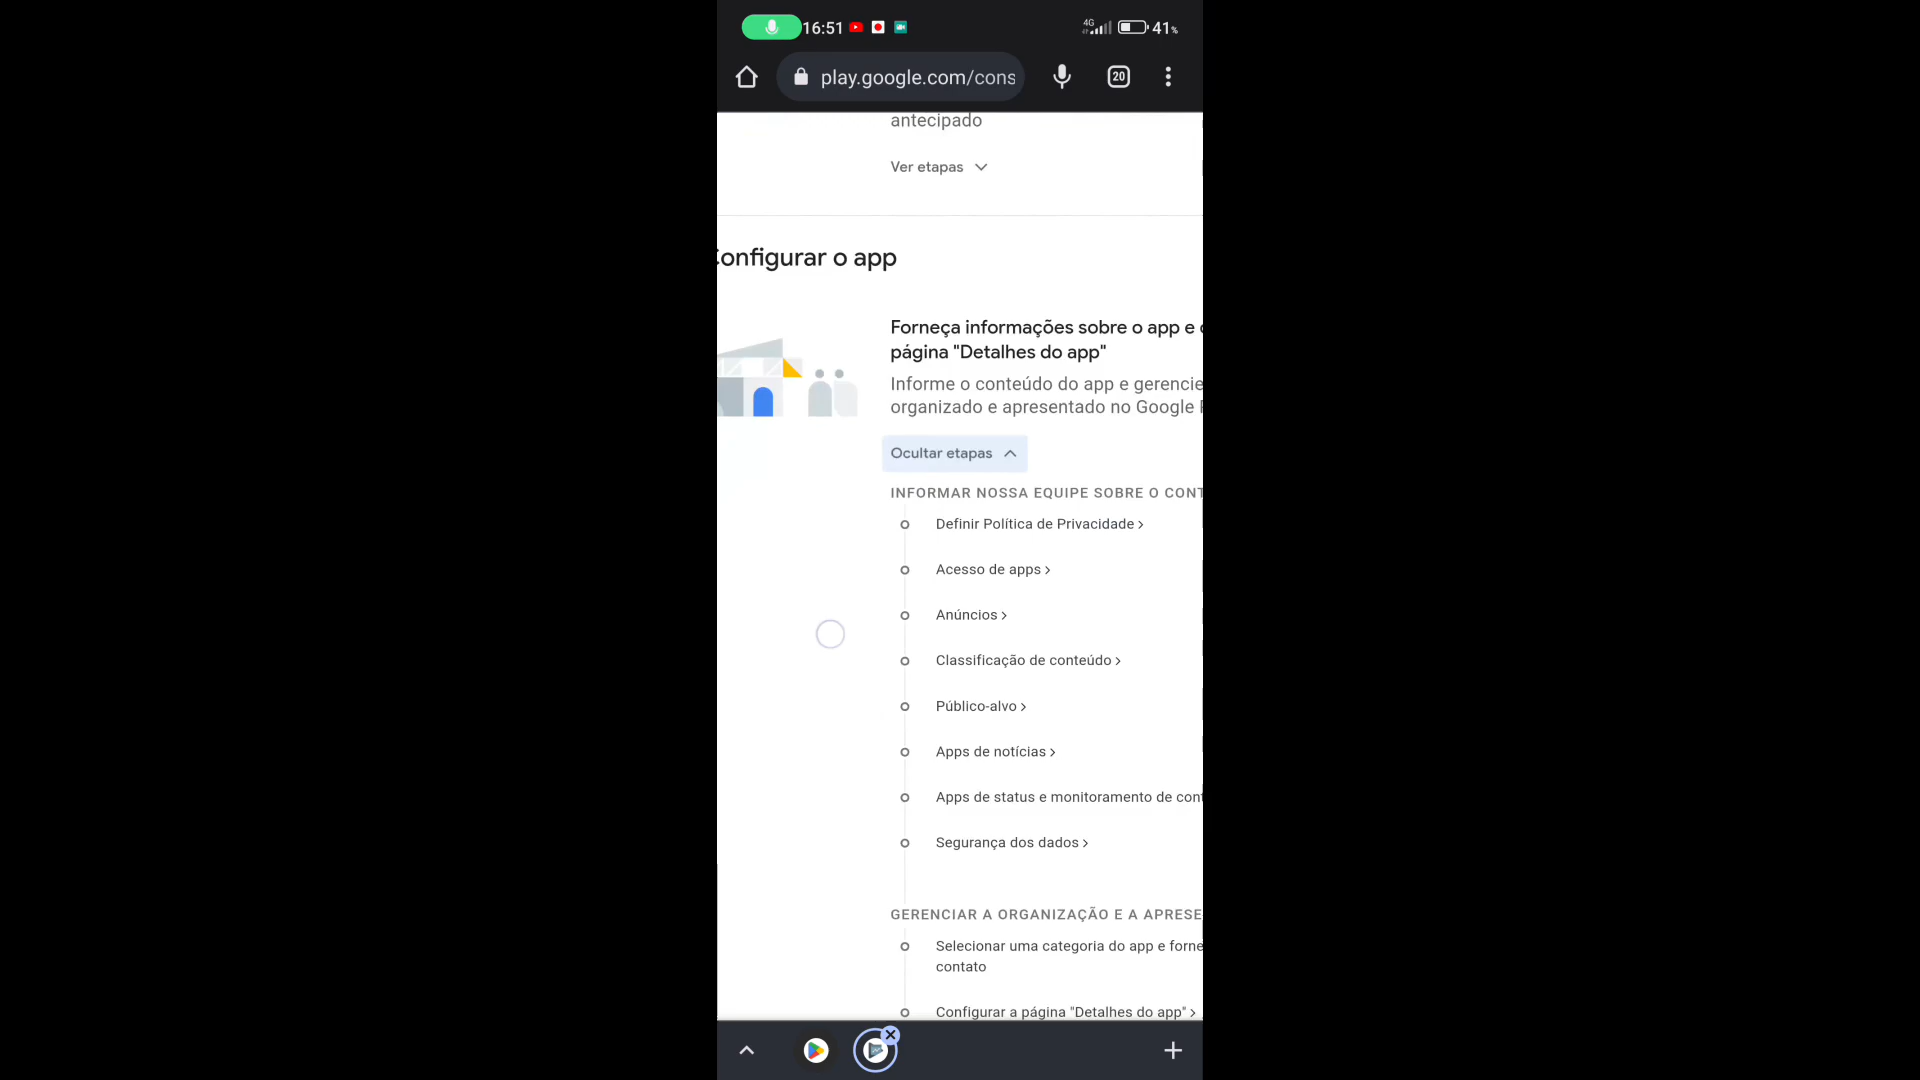 16:51
4G
41%
play.google.com/cons
20
antecipado
Ver etapas
Configurar o app
Forneça informações sobre o app e
página "Detalhes do app"
Informe o conteúdo do app e gerencie
organizado e apresentado no Google
Ocultar etapas
INFORMAR NOSSA EQUIPE SOBRE O CONT
Definir Política de Privacidade
Acesso de apps
Anúncios
Classificação de conteúdo
Público-alvo
Apps de notícias
Apps de status e monitoramento de cont
Segurança dos dados
GERENCIAR A ORGANIZAÇÃO E A APRESE
Selecionar uma categoria do app e forne
contato
Configurar a página "Detalhes do app"